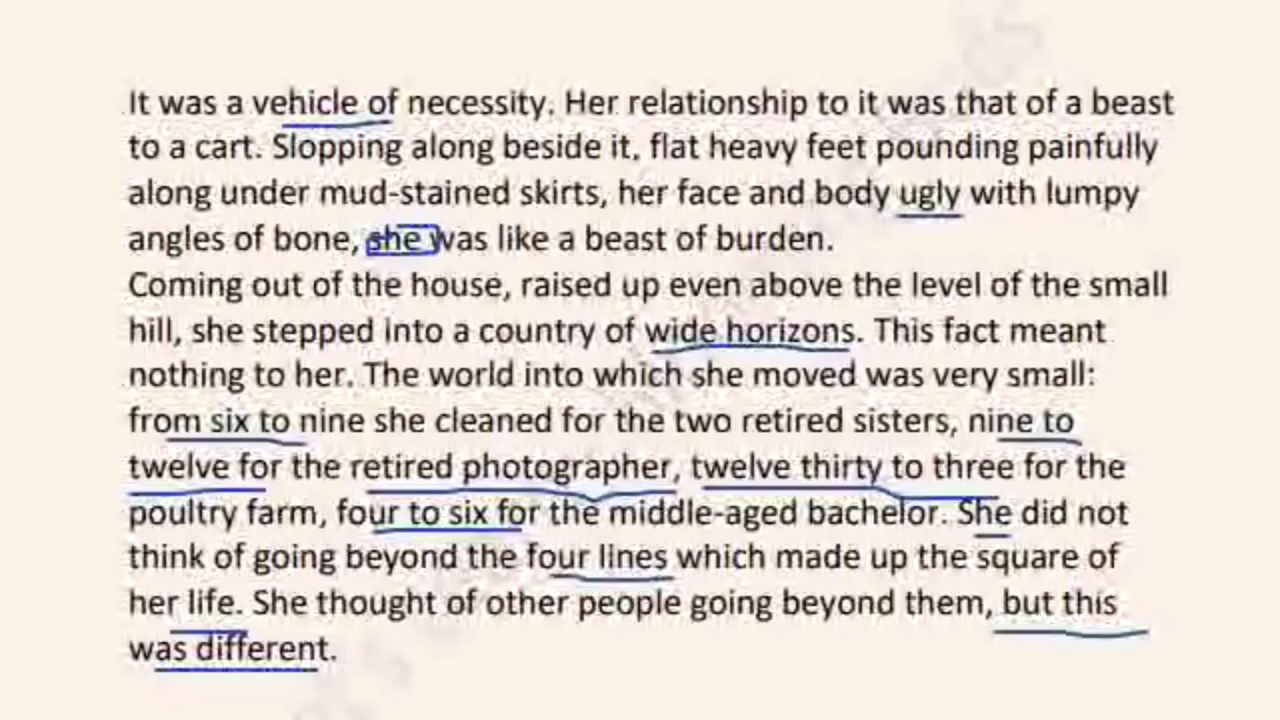 It was a vehicle of necessity. Her relationship to it was that of a beast
to a cart. Slopping along beside it, flat heavy feet pounding painfully
along under mud-stained skirts, her face and body ugly with lumpy
angles of bone, she was like a beast of burden.
Coming out of the house, raised up even above the level of the small
hill, she stepped into a country of wide horizons. This fact meant
nothing to her. The world into which she moved was very small:
from six to nine she cleaned for the two retired sisters, nine to
twelve for the retired photographer, twelve thirty to three for the
poultry farm, four to six for the middle-aged bachelor. She did not
think of going beyond the four lines which made up the square of
her life. She thought of other people going beyond them, but this
was different.